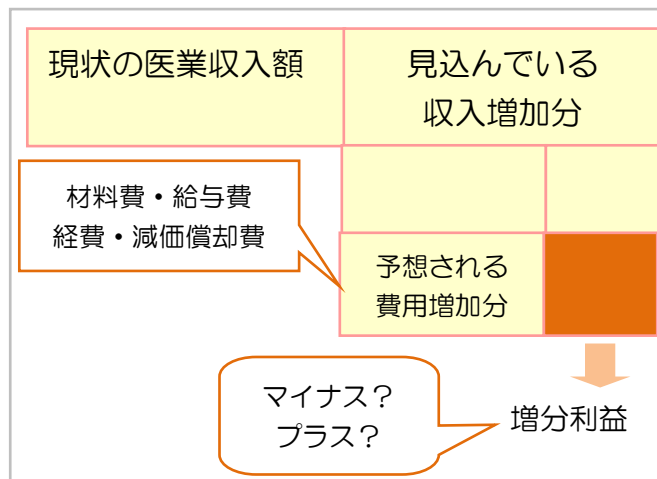 現状の医業収入額
見込んでいる
収入増加分
材料費・給与費
経費・減価償却費
予想される
費用増加分
マイナス？
プラス？
増分利益